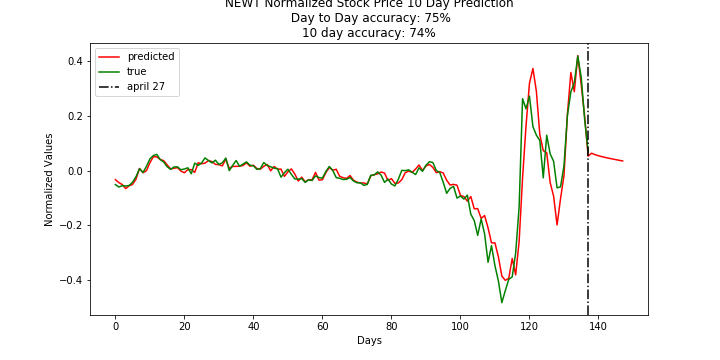 NEWT Normalized Stock Price 10 Day Prediction
Day to Day accuracy: 75%
10 day accuracy: 74%
predicted
true
april 27
Normalized Values
0.4
0.2
0.0
−0.2
−0.4
0
20
40
60
80
100
120
140
Days